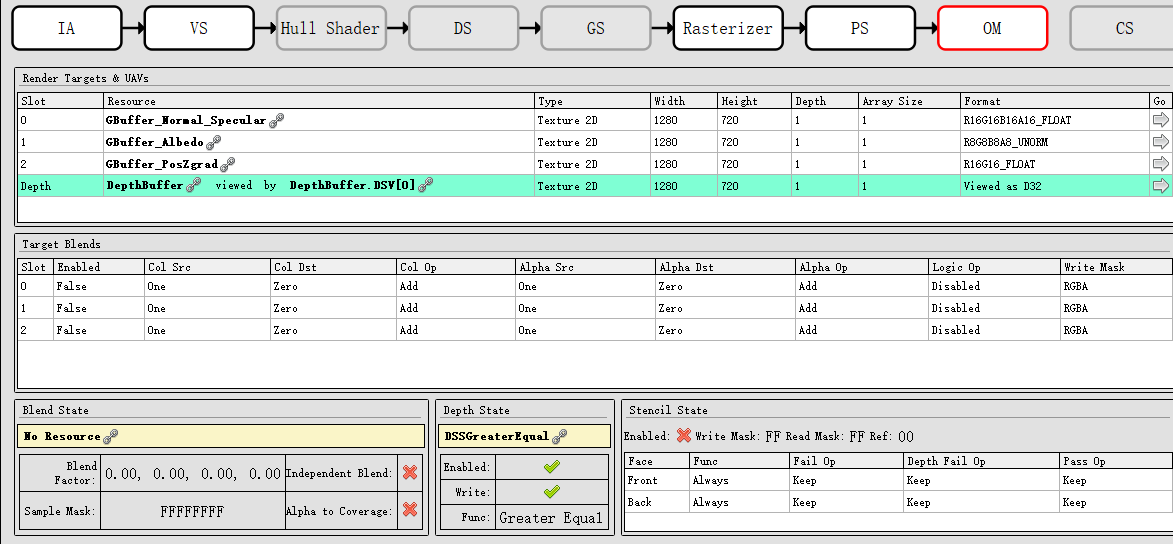 IA VS Hull Shader DS GS Rasterizer PS OM CS
Render Targets & UAVs
Slot Resource Type Width Height Depth Array Size Format Go
0 GBuffer_Normal_Specular Texture 2D 1280 720 1 1 R16G16B16A16_FLOAT
1 GBuffer_Albedo Texture 2D 1280 720 1 1 R8G8B8A8_UNORM
2 GBuffer_PosZgrad Texture 2D 1280 720 1 1 R16G16_FLOAT
Depth DepthBuffer viewed by DepthBuffer.DSV[0] Texture 2D 1280 720 1 1 Viewed as D32
Target Blends
Slot Enabled Col Src Col Dst Col Op Alpha Src Alpha Dst Alpha Op Logic Op Write Mask
0 False One Zero Add One Zero Add Disabled RGBA
1 False One Zero Add One Zero Add Disabled RGBA
2 False One Zero Add One Zero Add Disabled RGBA
Blend State
No Resource
Blend
Factor: 0.00, 0.00, 0.00, 0.00 Independent Blend:
Sample Mask: FFFFFFFF Alpha to Coverage:
Depth State
DSSGreaterEqual
Enabled:
Write:
Func: Greater Equal
Stencil State
Enabled: Write Mask: FF Read Mask: FF Ref: 00
Face Func Fail Op Depth Fail Op Pass Op
Front Always Keep Keep Keep
Back Always Keep Keep Keep